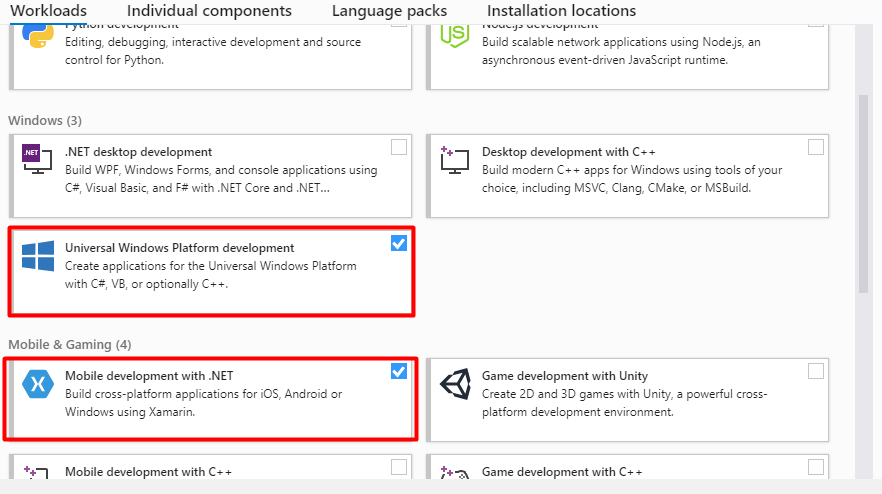 Workloads Individual components Language packs Installation locations
Python development
Node.js development
Editing, debugging, interactive development and source
control for Python.
Build scalable network applications using Node.js, an
asynchronous event-driven JavaScript runtime.
Windows (3)
.NET
.NET desktop development
Build WPF, Windows Forms, and console applications using
C#, Visual Basic, and F# with .NET Core and .NET...
Desktop development with C++
Build modern C++ apps for Windows using tools of your
choice, including MSVC, Clang, CMake, or MSBuild.
Universal Windows Platform development
Create applications for the Universal Windows Platform
with C#, VB, or optionally C++.
Mobile & Gaming (4)
Mobile development with .NET
Build cross-platform applications for iOS, Android or
Windows using Xamarin.
Game development with Unity
Create 2D and 3D games with Unity, a powerful cross-
platform development environment.
Mobile development with C++
Game development with C++